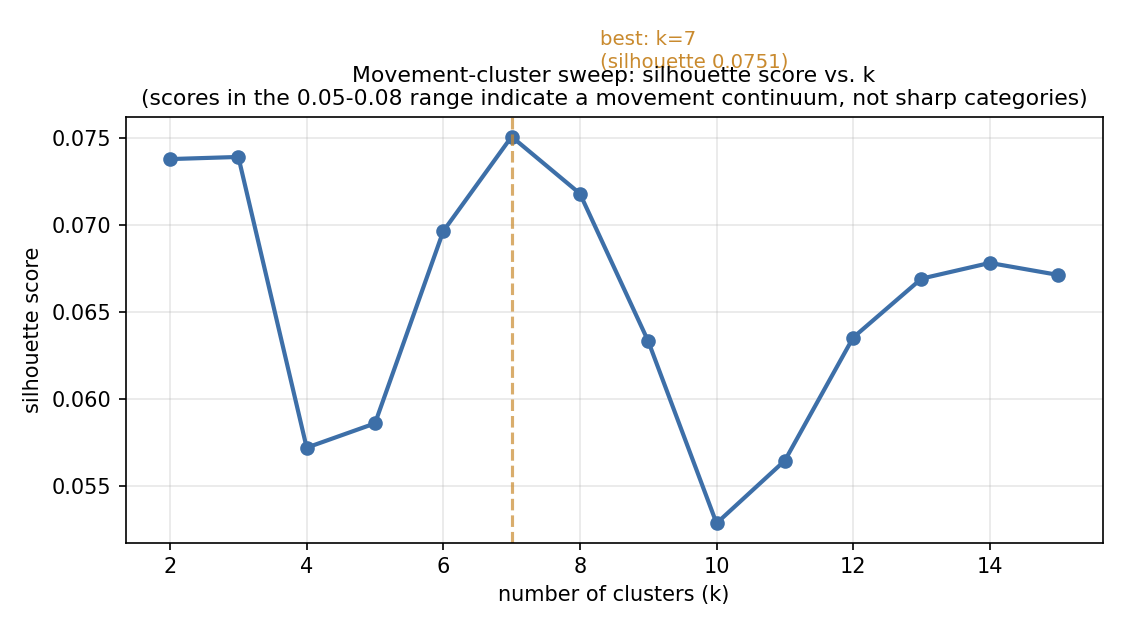 best: k=7
(silhouette 0.0751)
Movement-cluster sweep: silhouette score vs. k
(scores in the 0.05-0.08 range indicate a movement continuum, not sharp categories)
0.075
0.070
0.065
0.060
0.055
silhouette score
2 4 6 8 10 12 14
number of clusters (k)